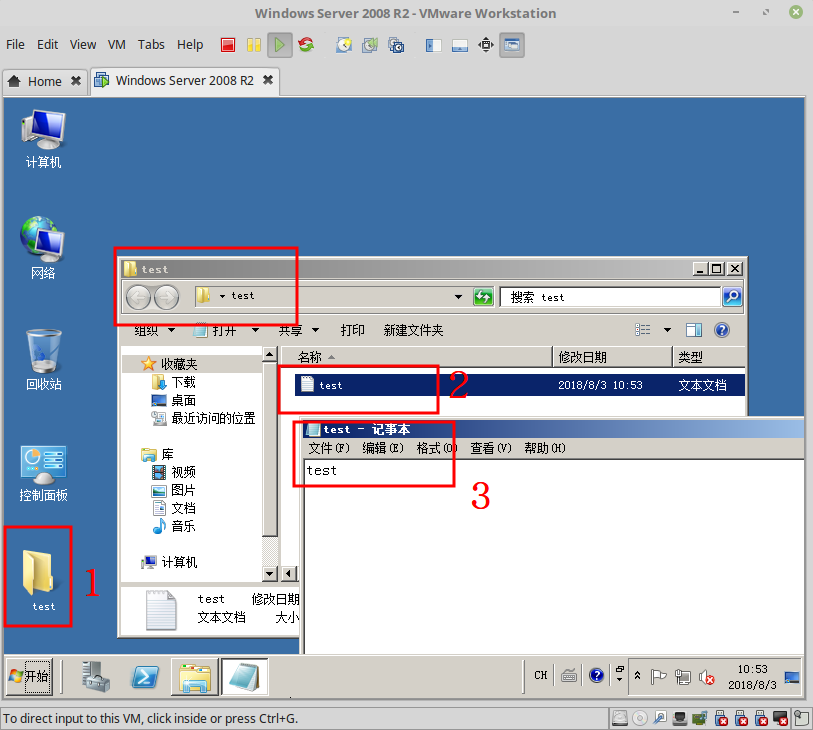 Windows Server 2008 R2 - VMware Workstation
File Edit View VM Tabs Help
Home Windows Server 2008 R2
计算机
网络
回收站
控制面板
test
1
test
test
搜索 test
组织 打开 共享 打印 新建文件夹
收藏夹
下载
桌面
最近访问的位置
库
视频
图片
文档
音乐
计算机
名称 修改日期 类型
test 2018/8/3 10:53 文本文档
2
test 修改日期
文本文档 大小
test - 记事本
文件(F) 编辑(E) 格式(O) 查看(V) 帮助(H)
test
3
开始
CH
10:53
2018/8/3
To direct input to this VM, click inside or press Ctrl+G.